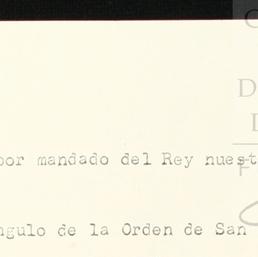 por mandado del Rey nuest
ngulo de la Orden de San